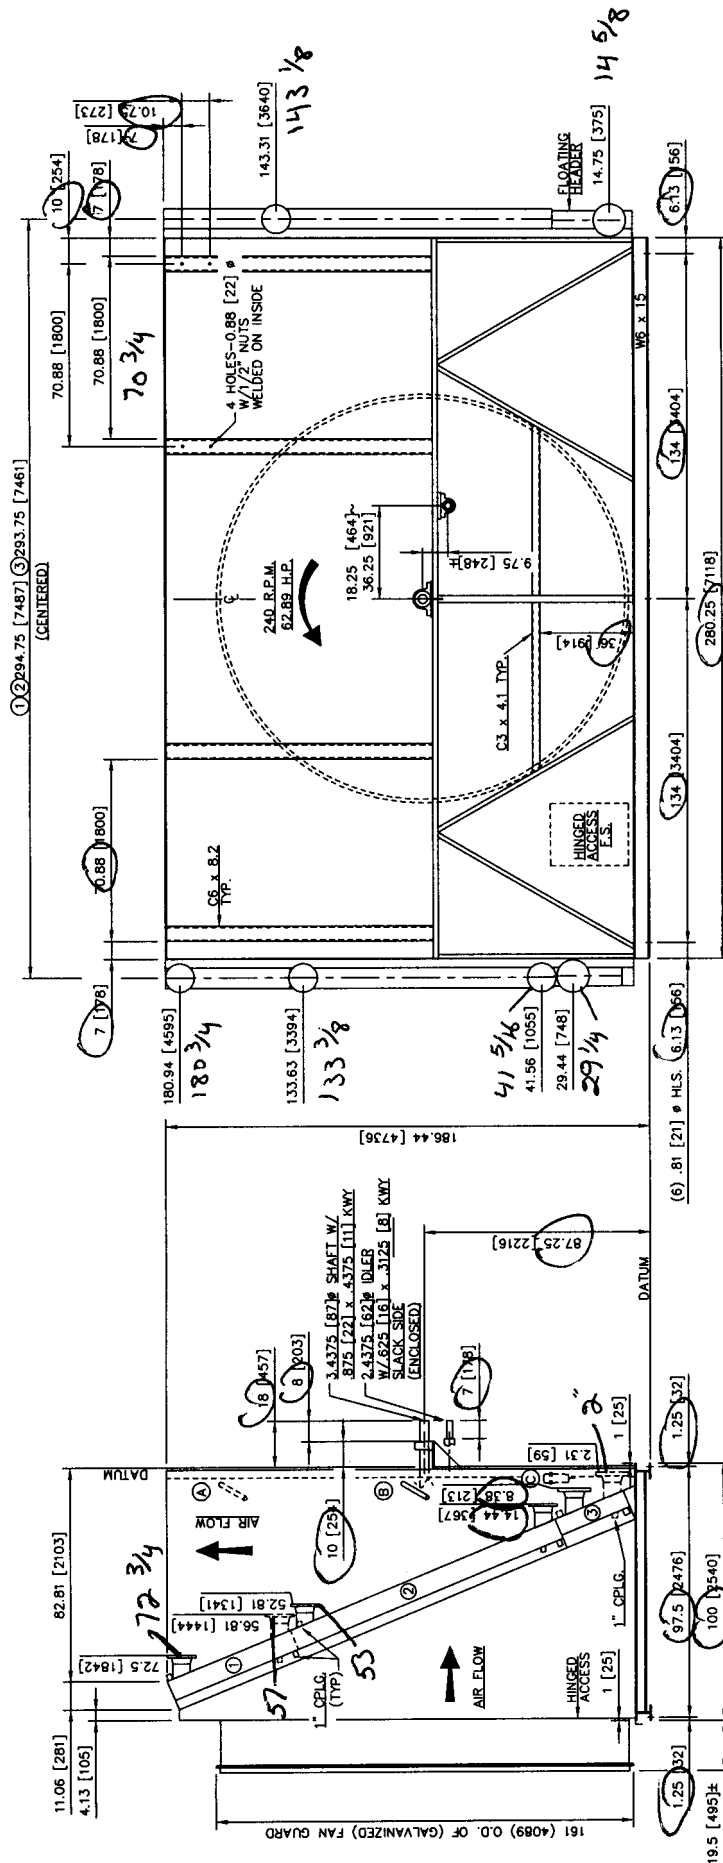 ①②294.75 [7487] ③293.75 [7461]
(CENTERED)
7 [178]
70.88 [1800]
70.88 [1800]
70.88 [1800]
70 3/4
10 [254]
7 [178]
7 [178]
10.75 [273]
180.94 [4595]
180 3/4
133.63 [3394]
133 3/8
41 5/16
41.56 [1055]
29.44 [748]
29 1/4
C6 x 8.2
TYP.
℄
240 R.P.M.
62.89 H.P.
4 HOLES-0.88 [22] ø
W/1/2" NUTS
WELDED ON INSIDE
143.31 [3640]
143 1/8
FLOATING
HEADER
14.75 [375]
14 5/8
18.25 [464]
36.25 [921]
9.75 [248]±
C3 x 4.1 TYP.
36 [914]
HINGED
ACCESS
F.S.
W6 x 15
(6) .81 [21] ø HLS.
6.13 [156]
134 [3404]
134 [3404]
6.13 [156]
280.25 [7118]
11.06 [281]
4.13 [105]
82.81 [2103]
72 3/4
72.5 [1842]
DATUM
AIR FLOW
Ⓐ
Ⓑ
Ⓒ
①
②
③
56.81 [1444]
52.81 [1341]
57
53
1" CPLG.
(TYP)
10 [254]
18 [457]
8 [203]
3.4375 [87]ø SHAFT W/
.875 [22] x .4375 [11] KWY
2.4375 [62]ø IDLER
W/.625 [16] x .3125 [8] KWY
SLACK SIDE
(ENCLOSED)
7 [178]
186.44 [4736]
87.25 [2216]
DATUM
14.44 [367]
8.38 [213]
2"
2.31 [59]
1 [25]
1" CPLG.
AIR FLOW
HINGED
ACCESS
1 [25]
161 (4089) O.D. OF (GALVANIZED) FAN GUARD
1.25 [32]
97.5 [2476]
1.25 [32]
19.5 [495]±
100 [2540]